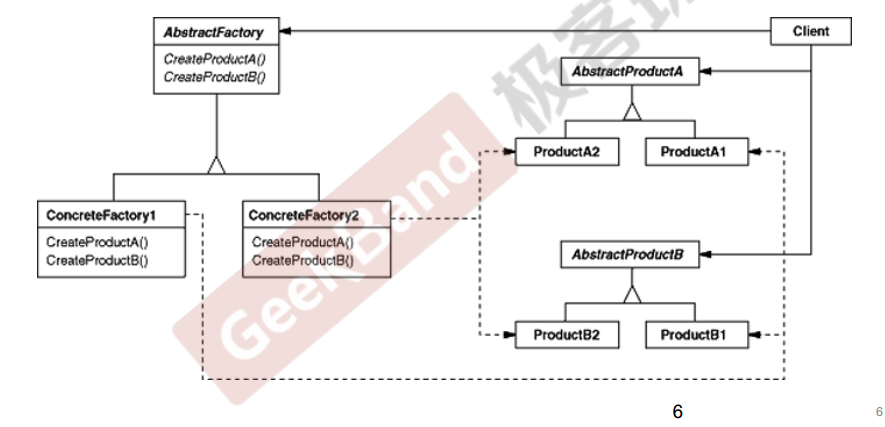 AbstractFactory
CreateProductA()
CreateProductB()
Client
AbstractProductA
ProductA2
ProductA1
ConcreteFactory1
CreateProductA()
CreateProductB()
ConcreteFactory2
CreateProductA()
CreateProductB()
AbstractProductB
ProductB2
ProductB1
GeekBand
极客班
6
6